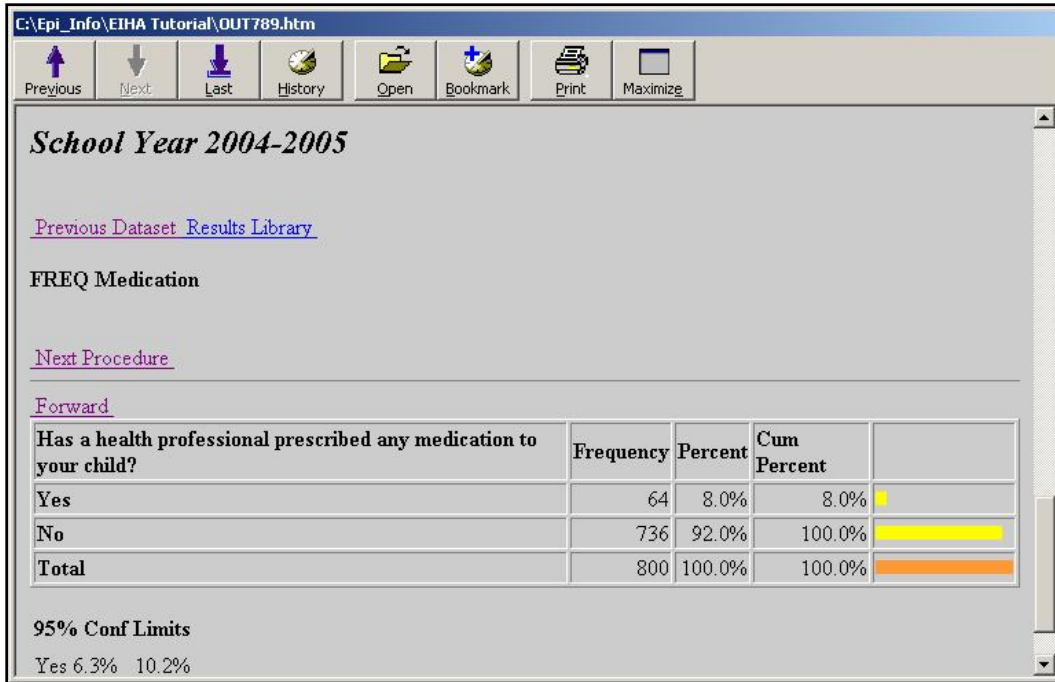 C:\Epi_Info\EIHA Tutorial\OUT789.htm
Previous Next Last History Open Bookmark Print Maximize
School Year 2004-2005
Previous Dataset Results Library
FREQ Medication
Next Procedure
Forward
Has a health professional prescribed any medication to your child? Frequency Percent Cum Percent
Yes 64 8.0% 8.0%
No 736 92.0% 100.0%
Total 800 100.0% 100.0%
95% Conf Limits
Yes 6.3% 10.2%